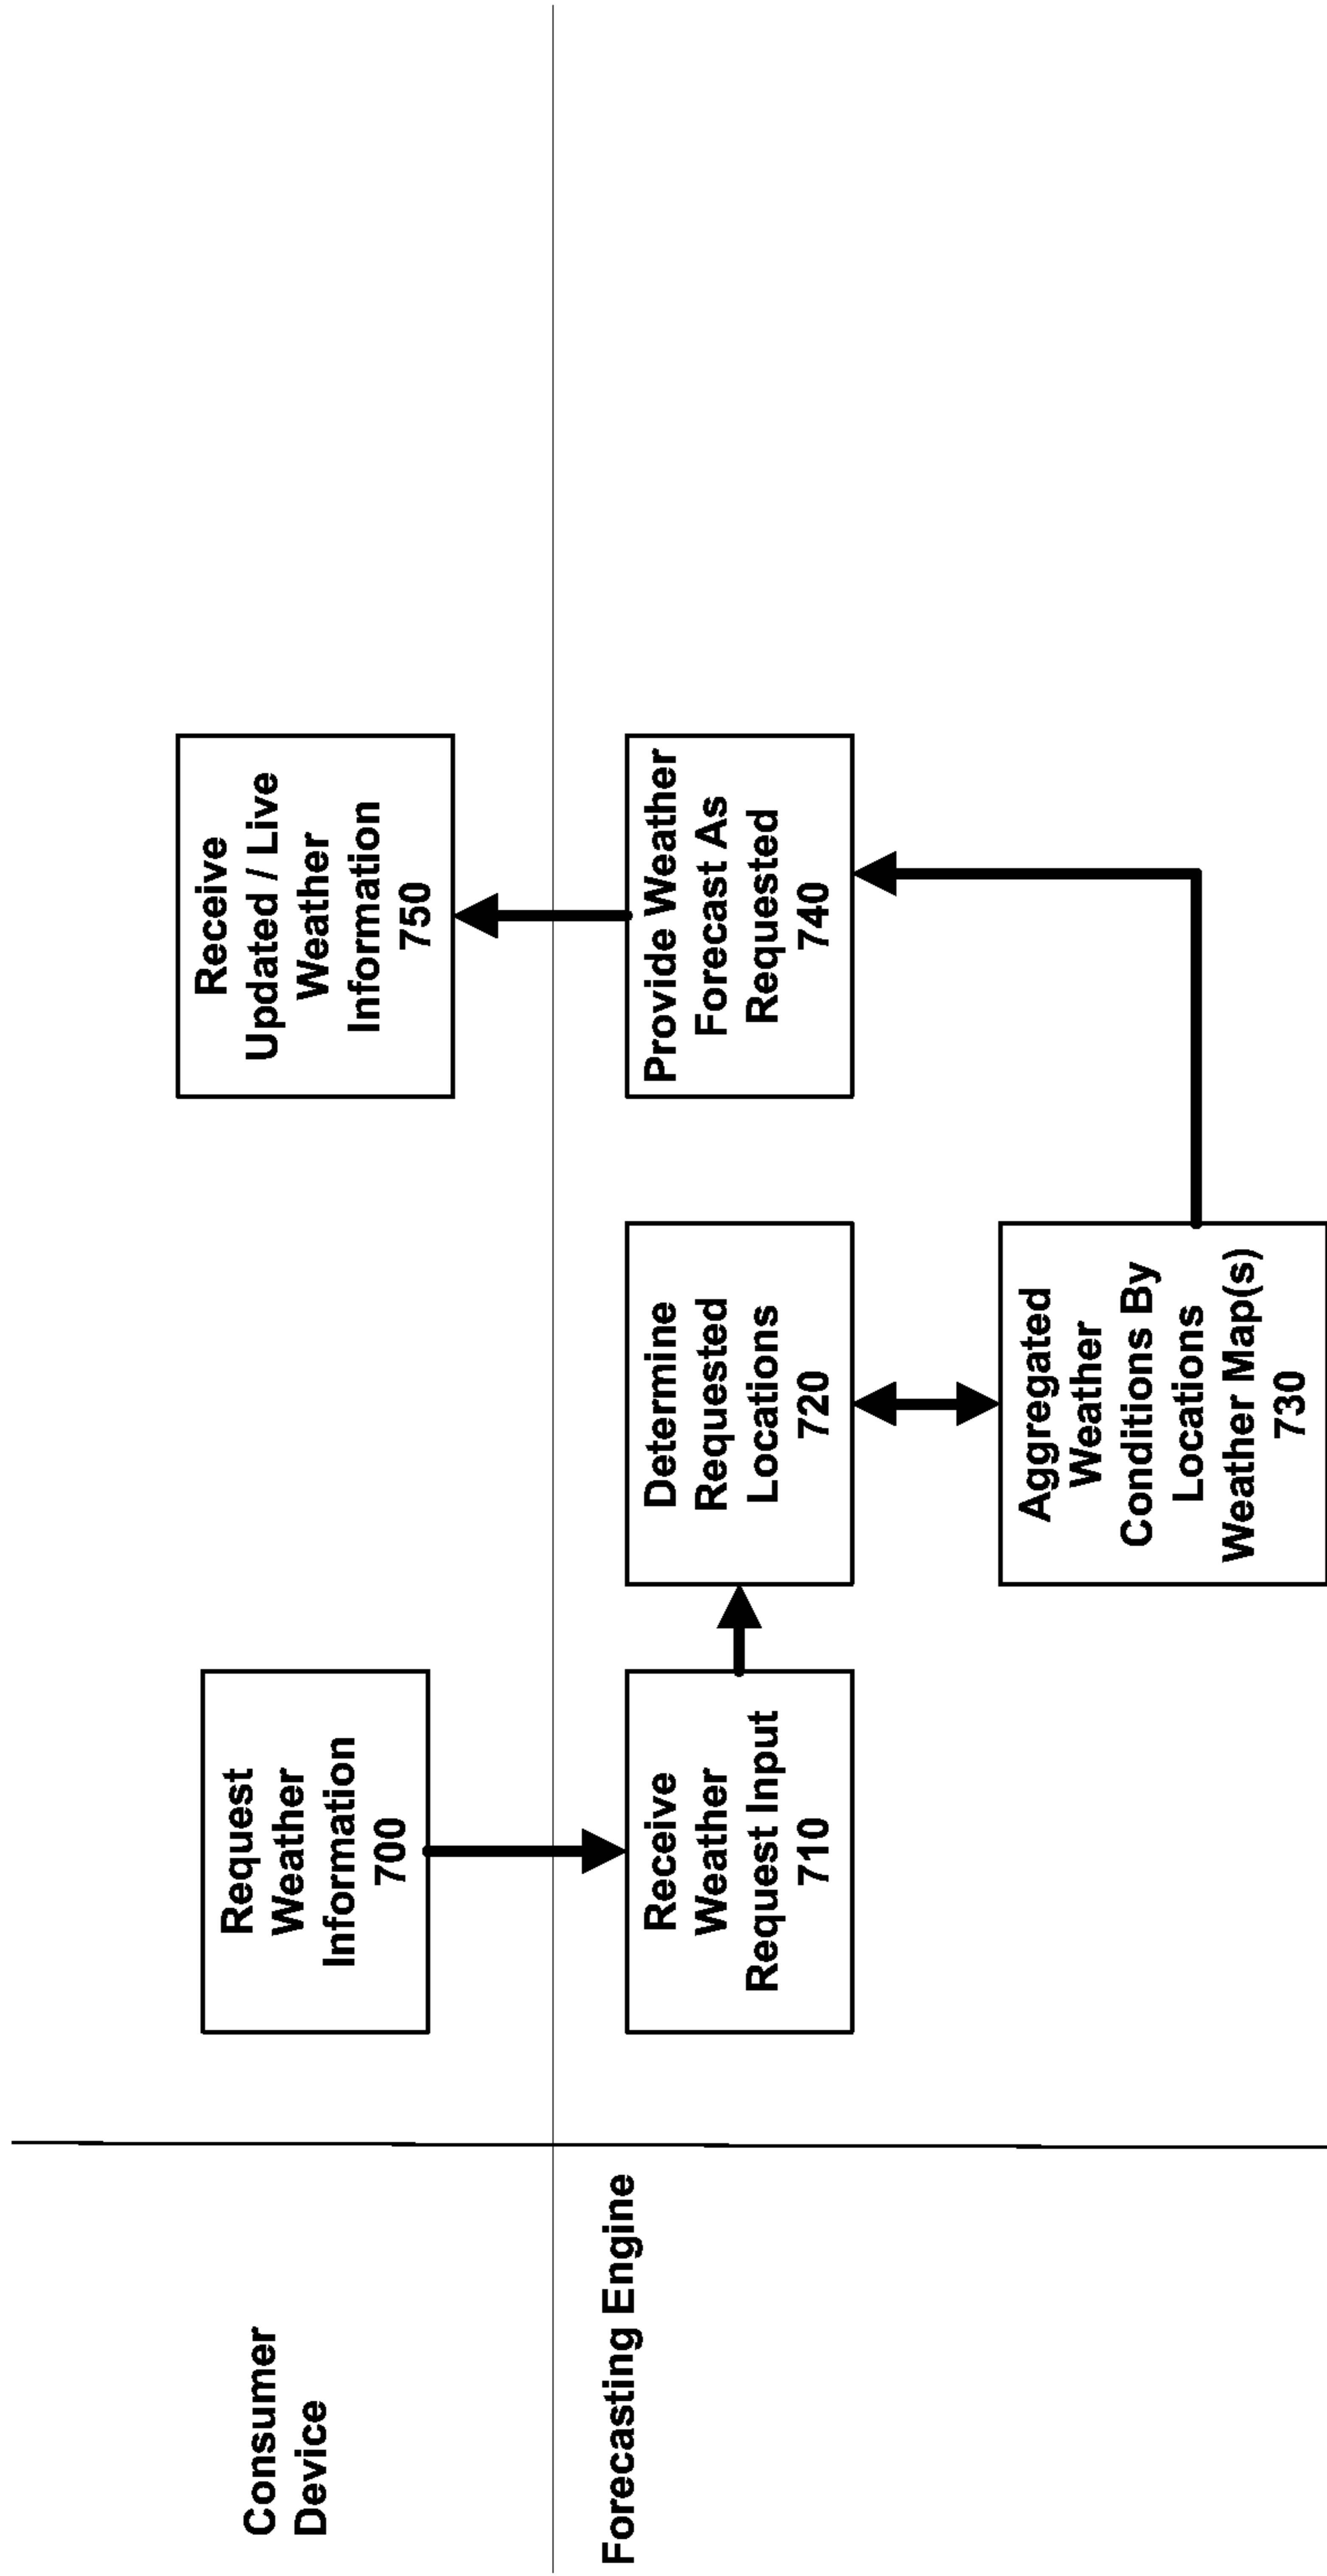 Consumer
Device
Request
Weather
Information
700
Receive
Updated / Live
Weather
Information
750
Forecasting Engine
Receive
Weather
Request Input
710
Determine
Requested
Locations
720
Provide Weather
Forecast As
Requested
740
Aggregated
Weather
Conditions By
Locations
Weather Map(s)
730